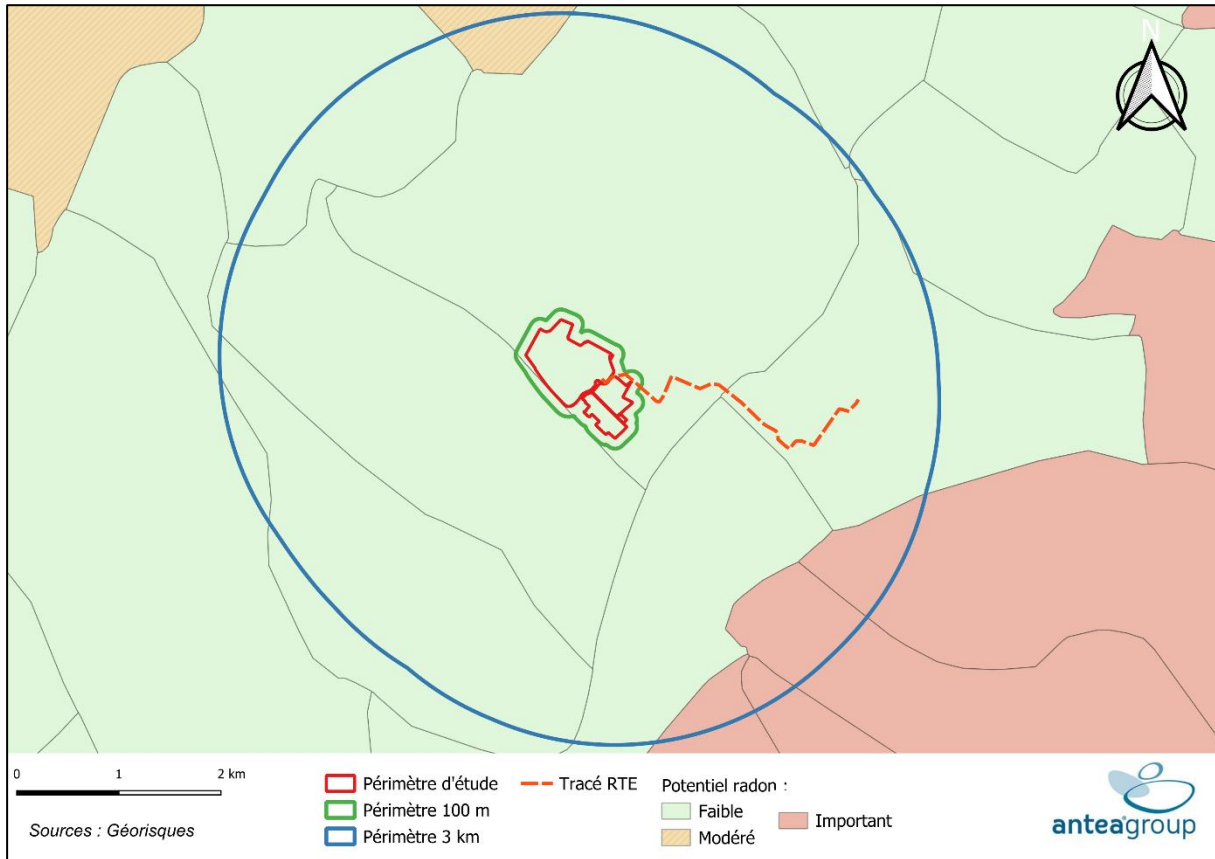 N
0 1 2 km
Sources : Géorisques
Périmètre d'étude
Périmètre 100 m
Périmètre 3 km
Tracé RTE
Potentiel radon :
Faible
Modéré
Important
anteagroup